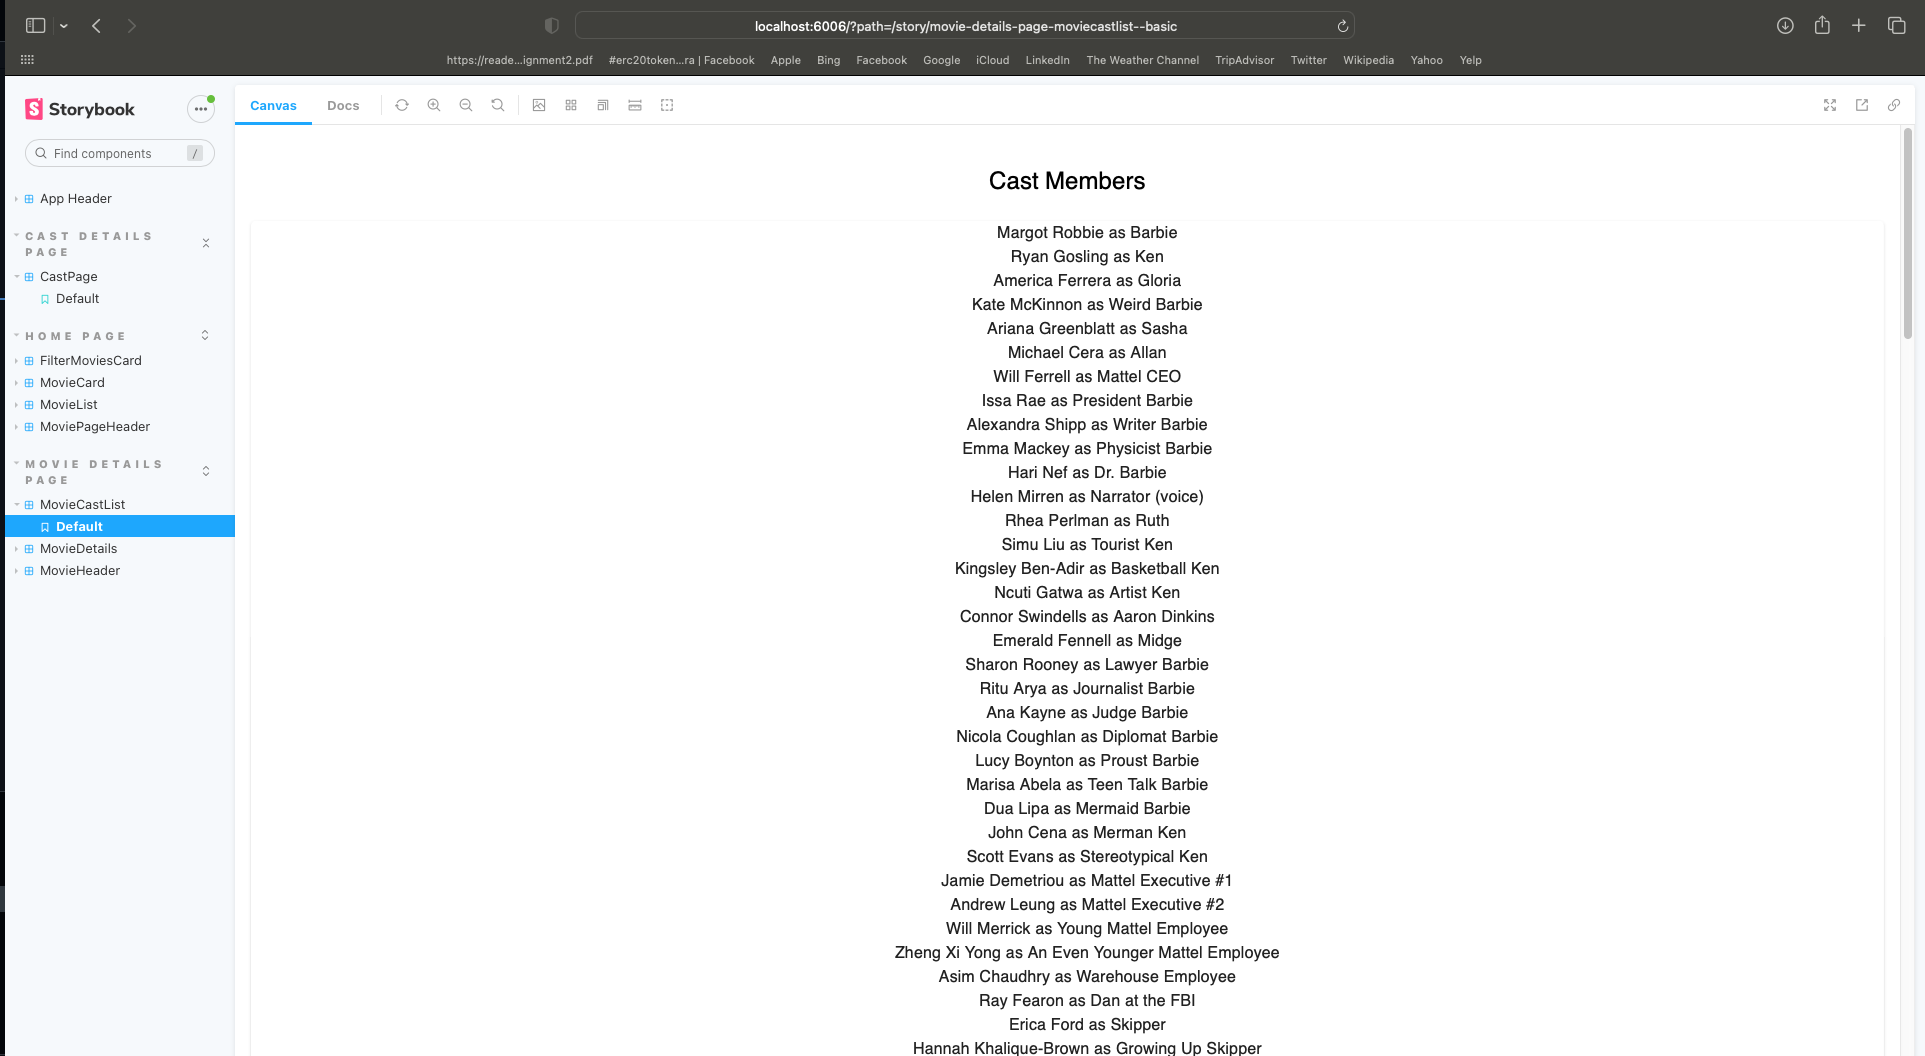 localhost:6006/?path=/story/movie-details-page-moviecastlist--basic
https://reade...ignment2.pdf #erc20token...ra | Facebook Apple Bing Facebook Google iCloud LinkedIn The Weather Channel TripAdvisor Twitter Wikipedia Yahoo Yelp
Storybook
Find components /
App Header
CAST DETAILS
PAGE
CastPage
Default
HOME PAGE
FilterMoviesCard
MovieCard
MovieList
MoviePageHeader
MOVIE DETAILS
PAGE
MovieCastList
Default
MovieDetails
MovieHeader
Canvas Docs
Cast Members
Margot Robbie as Barbie
Ryan Gosling as Ken
America Ferrera as Gloria
Kate McKinnon as Weird Barbie
Ariana Greenblatt as Sasha
Michael Cera as Allan
Will Ferrell as Mattel CEO
Issa Rae as President Barbie
Alexandra Shipp as Writer Barbie
Emma Mackey as Physicist Barbie
Hari Nef as Dr. Barbie
Helen Mirren as Narrator (voice)
Rhea Perlman as Ruth
Simu Liu as Tourist Ken
Kingsley Ben-Adir as Basketball Ken
Ncuti Gatwa as Artist Ken
Connor Swindells as Aaron Dinkins
Emerald Fennell as Midge
Sharon Rooney as Lawyer Barbie
Ritu Arya as Journalist Barbie
Ana Kayne as Judge Barbie
Nicola Coughlan as Diplomat Barbie
Lucy Boynton as Proust Barbie
Marisa Abela as Teen Talk Barbie
Dua Lipa as Mermaid Barbie
John Cena as Merman Ken
Scott Evans as Stereotypical Ken
Jamie Demetriou as Mattel Executive #1
Andrew Leung as Mattel Executive #2
Will Merrick as Young Mattel Employee
Zheng Xi Yong as An Even Younger Mattel Employee
Asim Chaudhry as Warehouse Employee
Ray Fearon as Dan at the FBI
Erica Ford as Skipper
Hannah Khalique-Brown as Growing Up Skipper